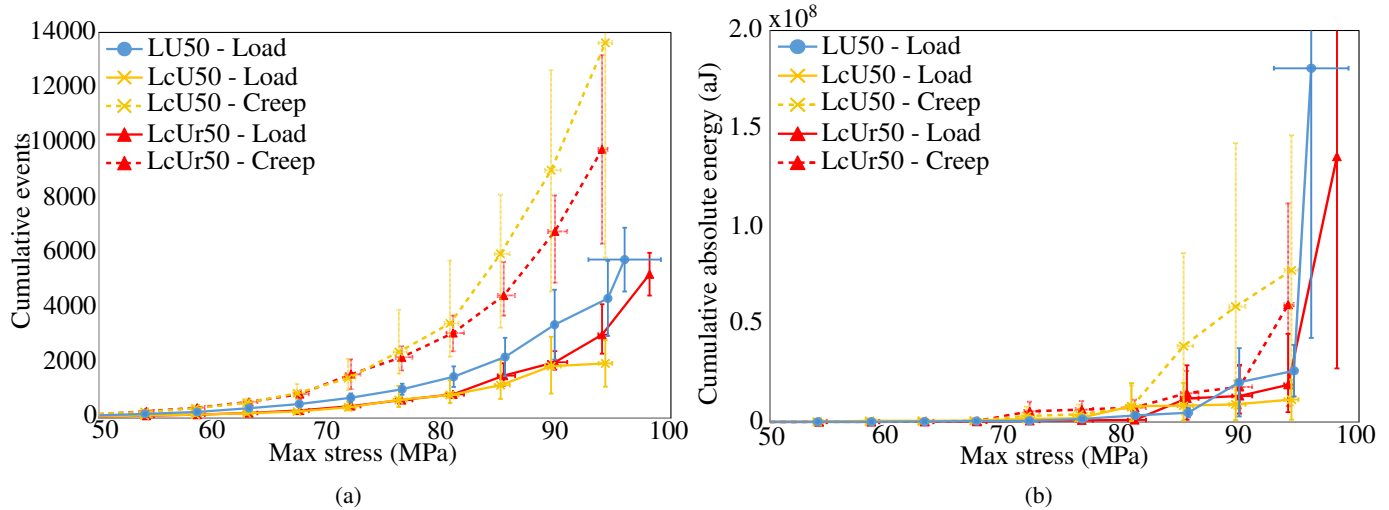 14000
12000
10000
8000
6000
4000
2000
0
Cumulative events
LU50 - Load
LcU50 - Load
LcU50 - Creep
LcUr50 - Load
LcUr50 - Creep
50 60 70 80 90 100
Max stress (MPa)
(a)
x10⁸
2.0
1.5
1.0
0.5
0
Cumulative absolute energy (aJ)
LU50 - Load
LcU50 - Load
LcU50 - Creep
LcUr50 - Load
LcUr50 - Creep
50 60 70 80 90 100
Max stress (MPa)
(b)